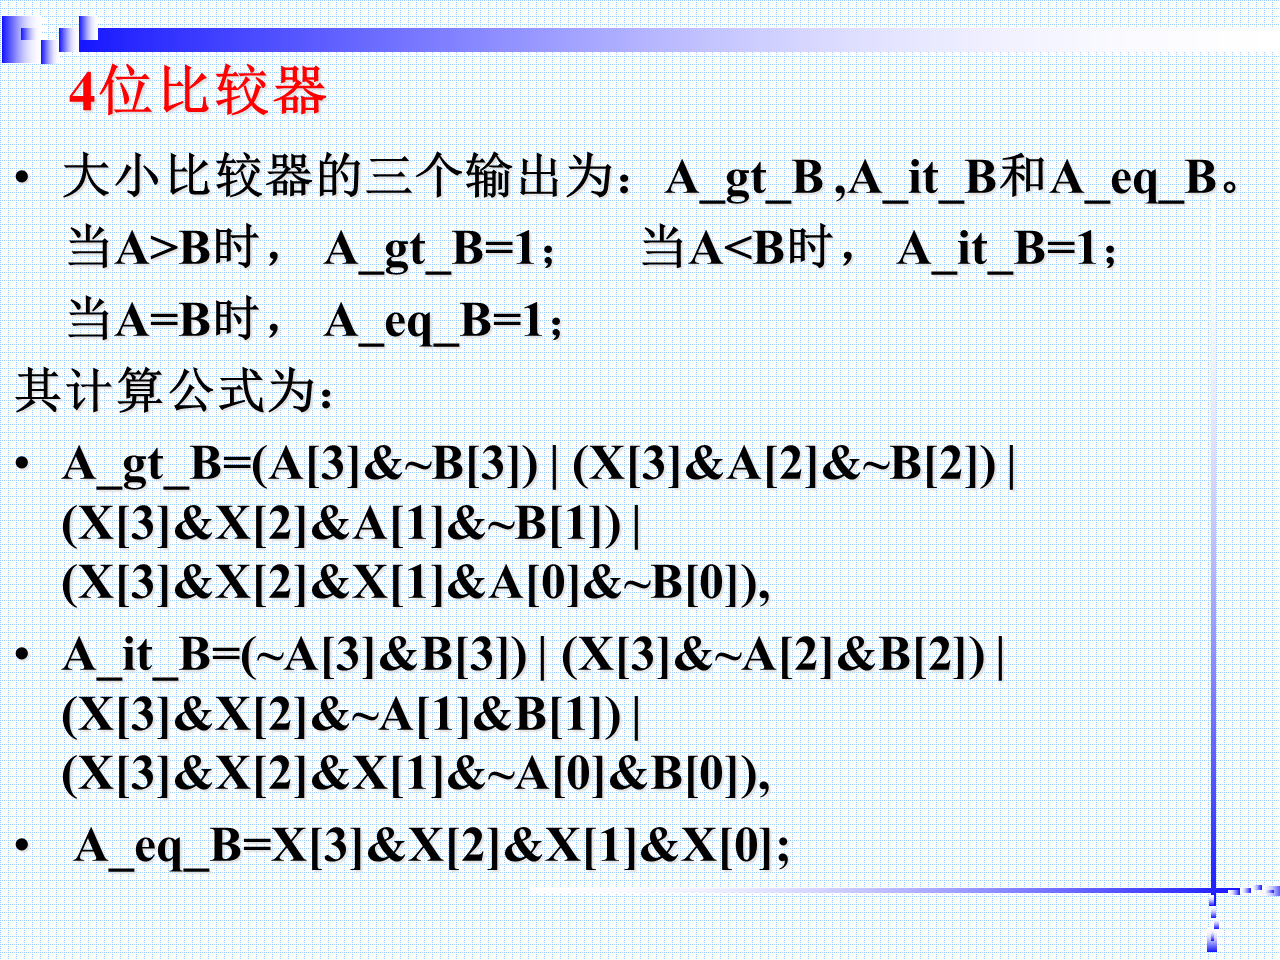 4位比较器
• 大小比较器的三个输出为：A_gt_B ,A_it_B和A_eq_B。
当A>B时， A_gt_B=1； 当A<B时， A_it_B=1；
当A=B时， A_eq_B=1；
其计算公式为：
• A_gt_B=(A[3]&~B[3]) | (X[3]&A[2]&~B[2]) |
(X[3]&X[2]&A[1]&~B[1]) |
(X[3]&X[2]&X[1]&A[0]&~B[0]),
• A_it_B=(~A[3]&B[3]) | (X[3]&~A[2]&B[2]) |
(X[3]&X[2]&~A[1]&B[1]) |
(X[3]&X[2]&X[1]&~A[0]&B[0]),
• A_eq_B=X[3]&X[2]&X[1]&X[0];